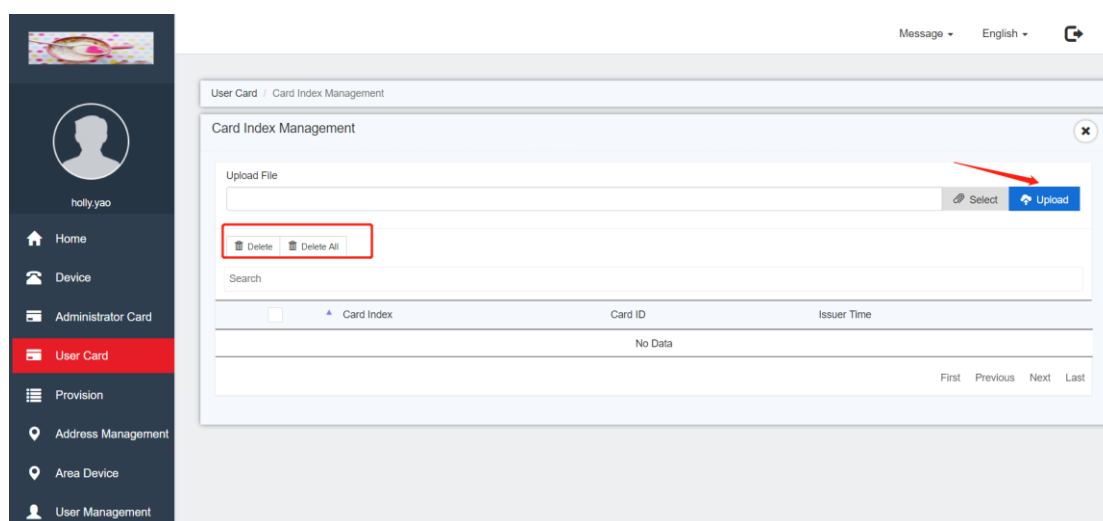 Message English
User Card / Card Index Management
Card Index Management
Upload File
Select Upload
holly.yao
Home
Delete Delete All
Device
Search
Administrator Card
Card Index Card ID Issuer Time
User Card
No Data
Provision
First Previous Next Last
Address Management
Area Device
User Management